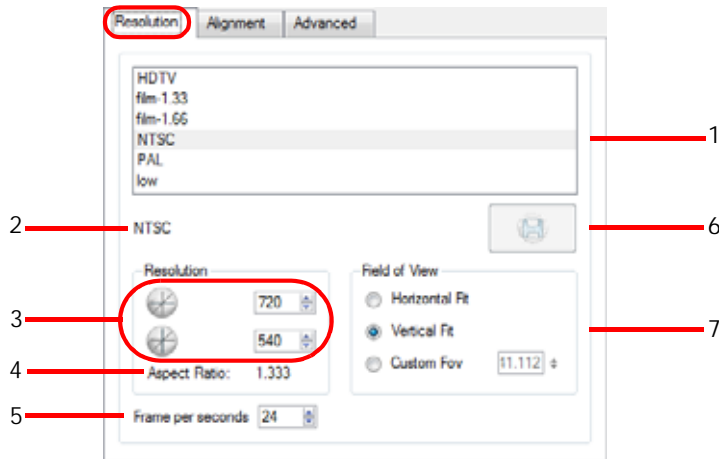 Resolution Alignment Advanced
HDTV
film-1.33
film-1.66
NTSC
PAL
low
1
2 NTSC 6
Resolution Field of View
720 Horizontal Fit
3 Vertical Fit 7
540
4 Aspect Ratio: 1.333 Custom Fov
5 Frame per seconds 24